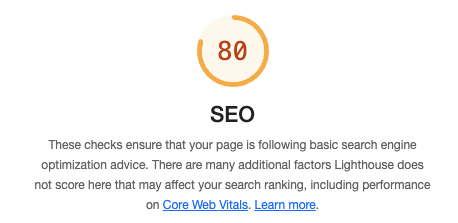 80
SEO
These checks ensure that your page is following basic search engine
optimization advice. There are many additional factors Lighthouse does
not score here that may affect your search ranking, including performance
on Core Web Vitals. Learn more.